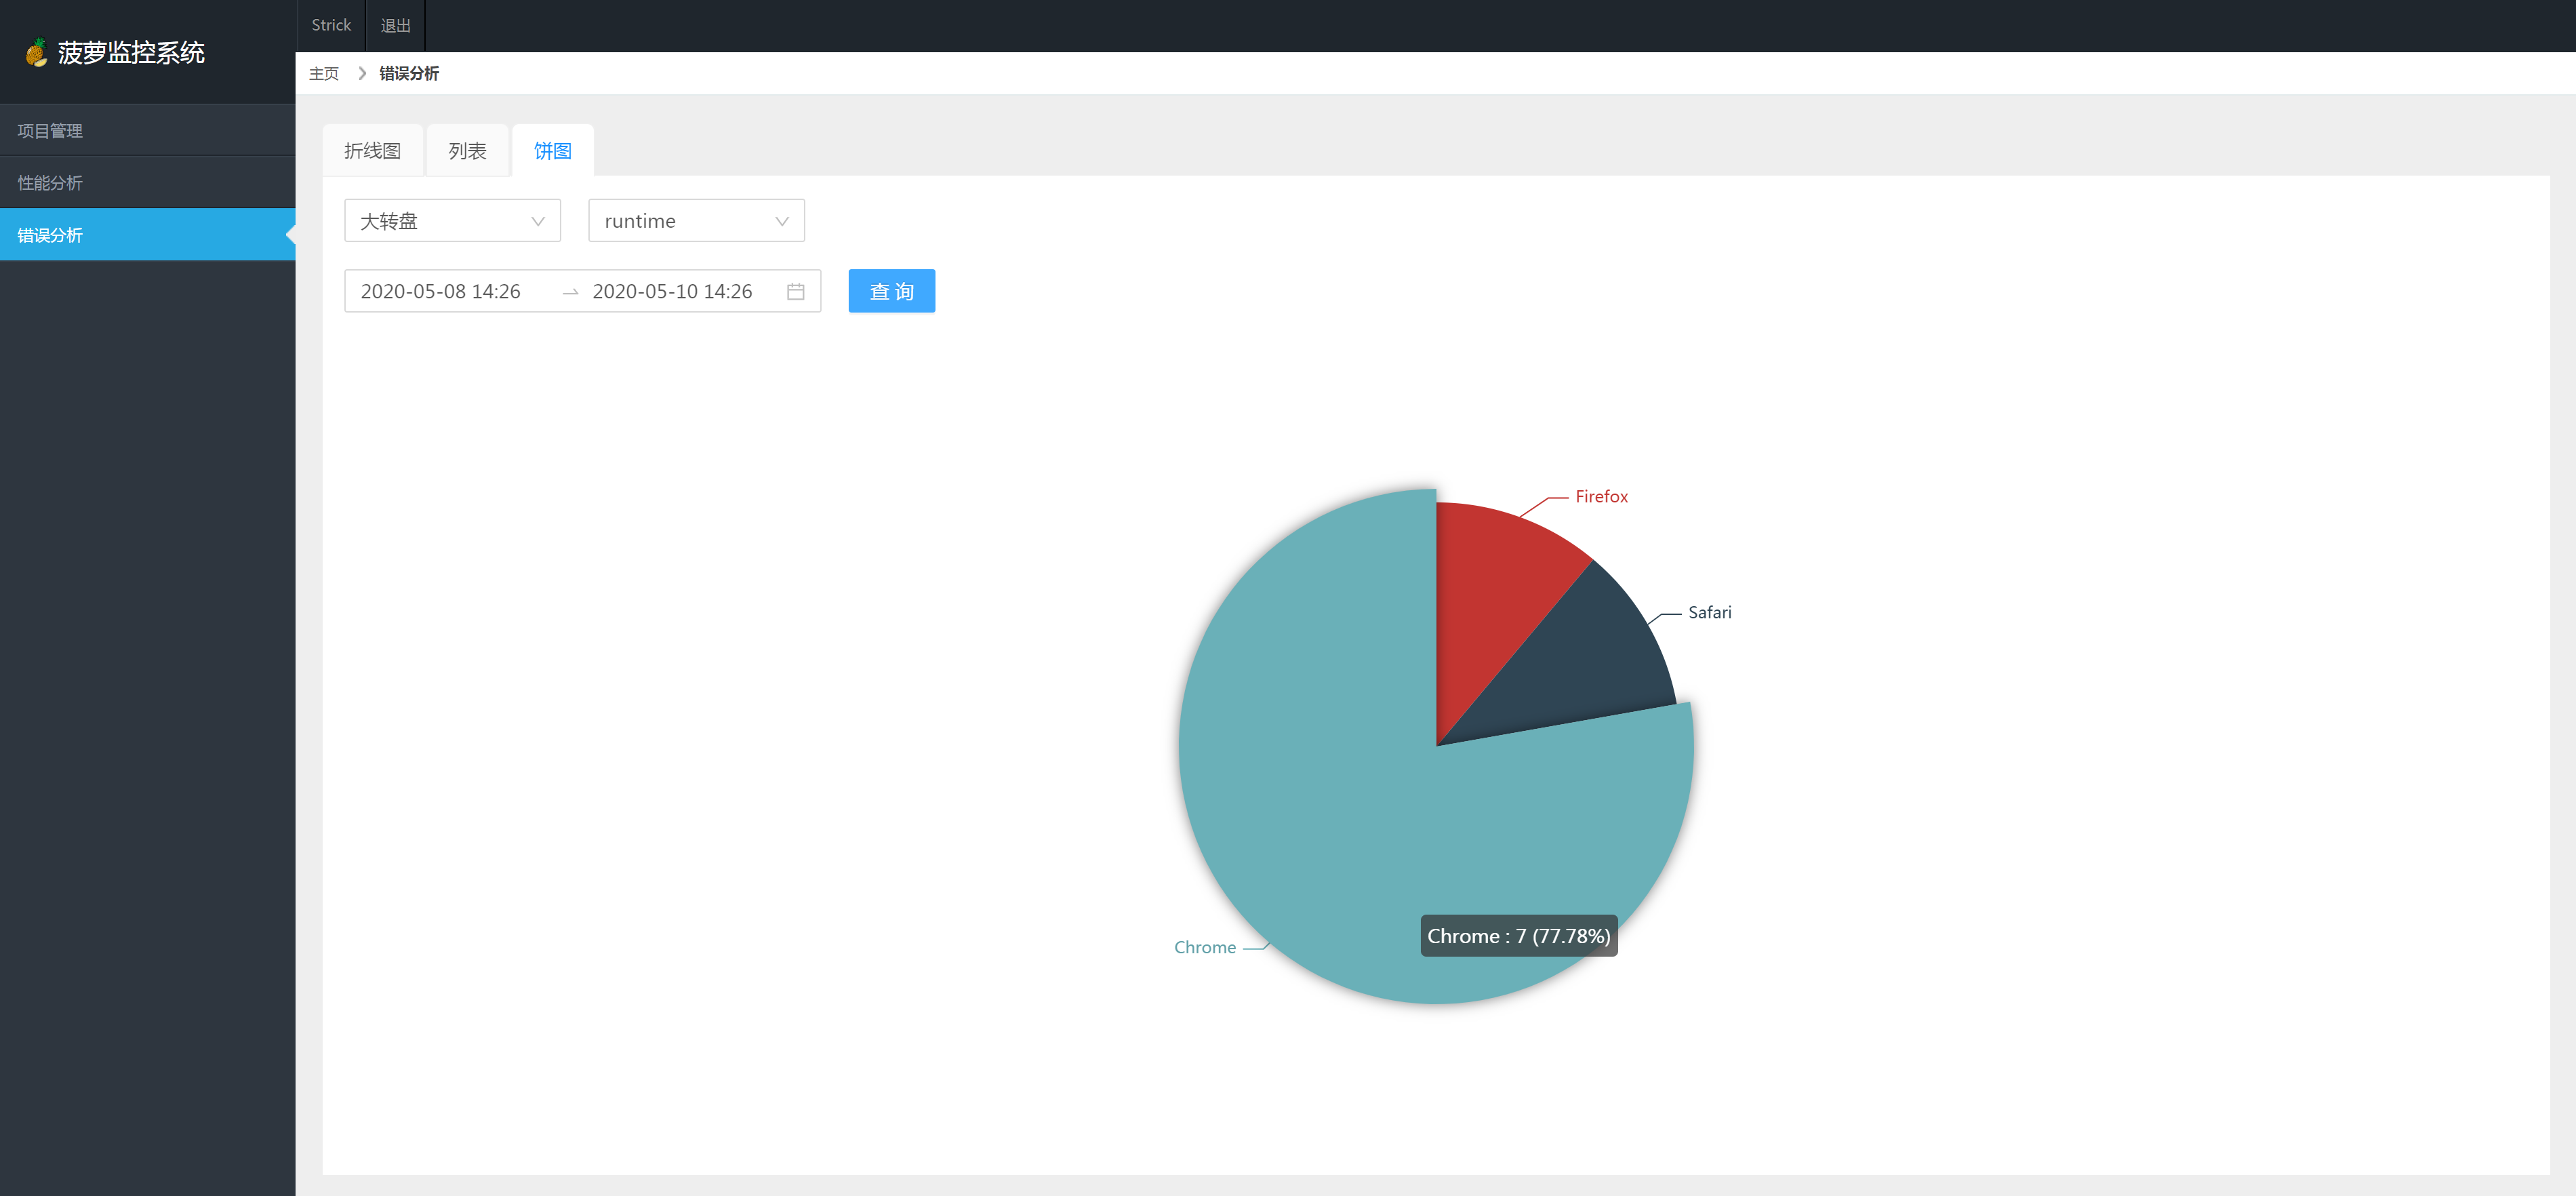 菠萝监控系统
Strick 退出
主页 错误分析
项目管理
性能分析
错误分析
折线图 列表 饼图
大转盘 runtime
2020-05-08 14:26 → 2020-05-10 14:26 查 询
Firefox
Safari
Chrome : 7 (77.78%)
Chrome